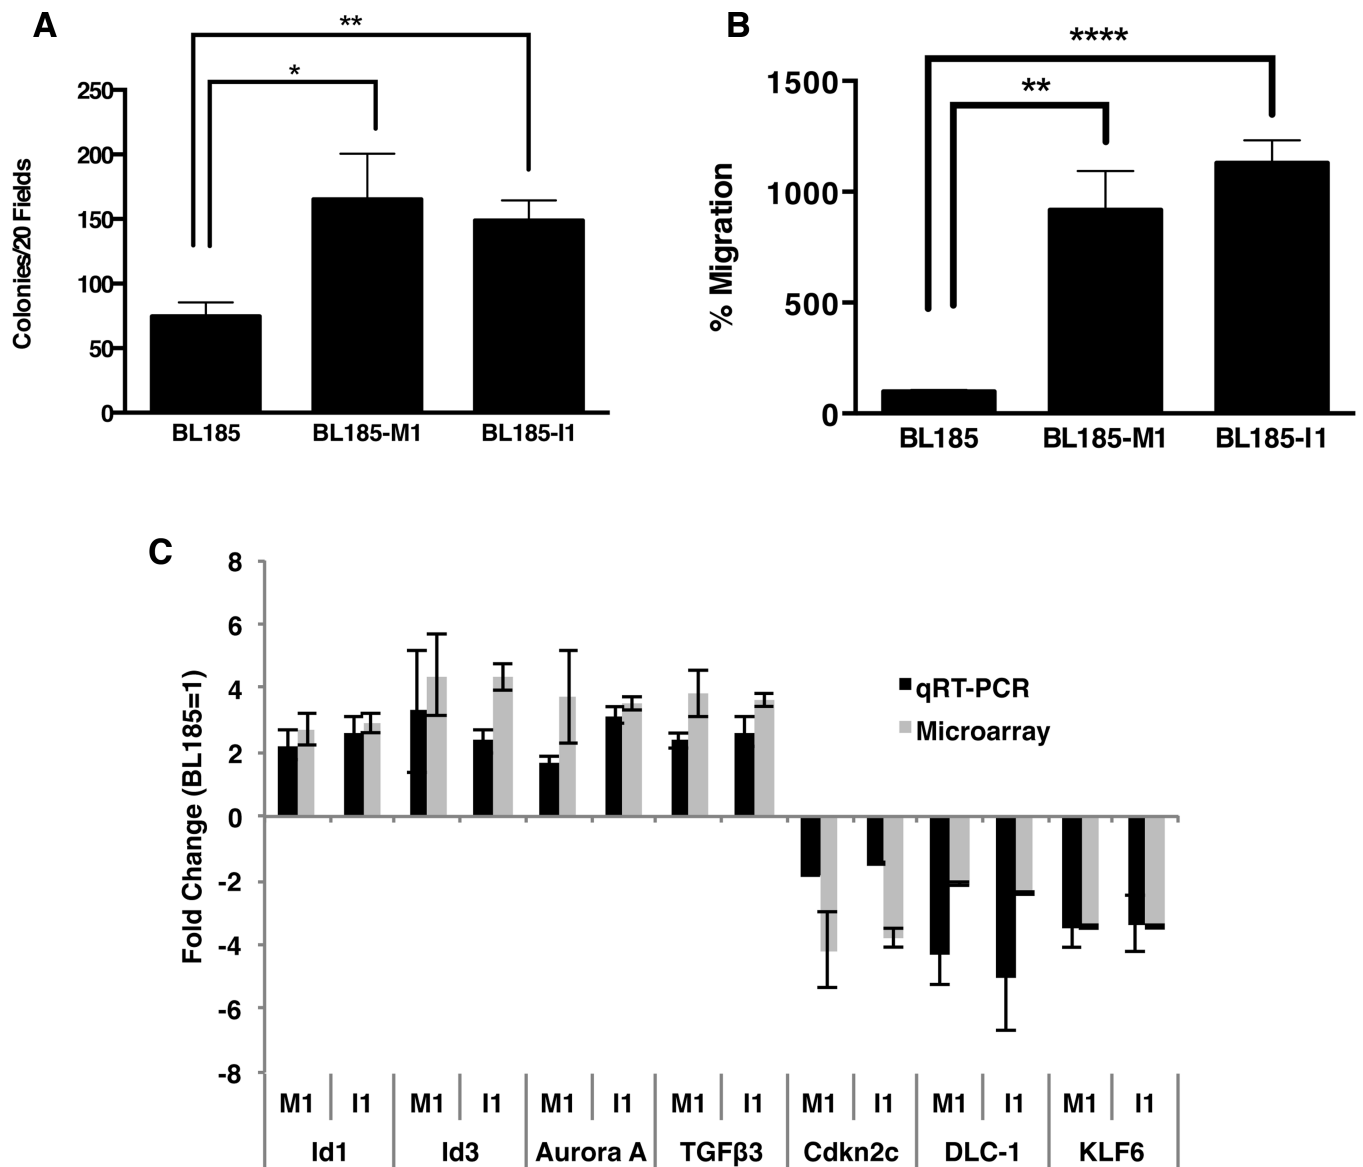 A
**
*
250
200
150
100
50
0
Colonies/20 Fields
BL185 BL185-M1 BL185-I1
B
****
**
1500
1000
500
0
% Migration
BL185 BL185-M1 BL185-I1
C
8
6
4
2
0
-2
-4
-6
-8
Fold Change (BL185=1)
qRT-PCR
Microarray
M1 I1 M1 I1 M1 I1 M1 I1 M1 I1 M1 I1 M1 I1
Id1 Id3 Aurora A TGFβ3 Cdkn2c DLC-1 KLF6